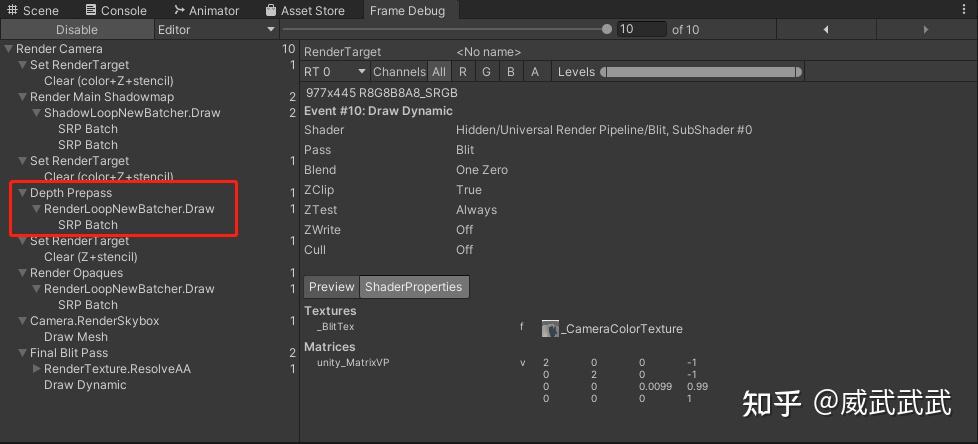 Scene Console Animator Asset Store Frame Debug
Disable Editor 10 of 10
Render Camera 10
Set RenderTarget 1
Clear (color+Z+stencil)
Render Main Shadowmap 2
ShadowLoopNewBatcher.Draw 2
SRP Batch
SRP Batch
Set RenderTarget 1
Clear (color+Z+stencil)
Depth Prepass 1
RenderLoopNewBatcher.Draw 1
SRP Batch
Set RenderTarget 1
Clear (Z+stencil)
Render Opaques 1
RenderLoopNewBatcher.Draw 1
SRP Batch
Camera.RenderSkybox 1
Draw Mesh
Final Blit Pass 2
RenderTexture.ResolveAA 1
Draw Dynamic
RenderTarget <No name>
RT 0 Channels All R G B A Levels
977x445 R8G8B8A8_SRGB
Event #10: Draw Dynamic
Shader Hidden/Universal Render Pipeline/Blit, SubShader #0
Pass Blit
Blend One Zero
ZClip True
ZTest Always
ZWrite Off
Cull Off
Preview ShaderProperties
Textures
_BlitTex f _CameraColorTexture
Matrices
unity_MatrixVP v 2 0 0 -1
0 2 0 -1
0 0 0.0099 0.99
0 0 0 1
知乎 @威武武武